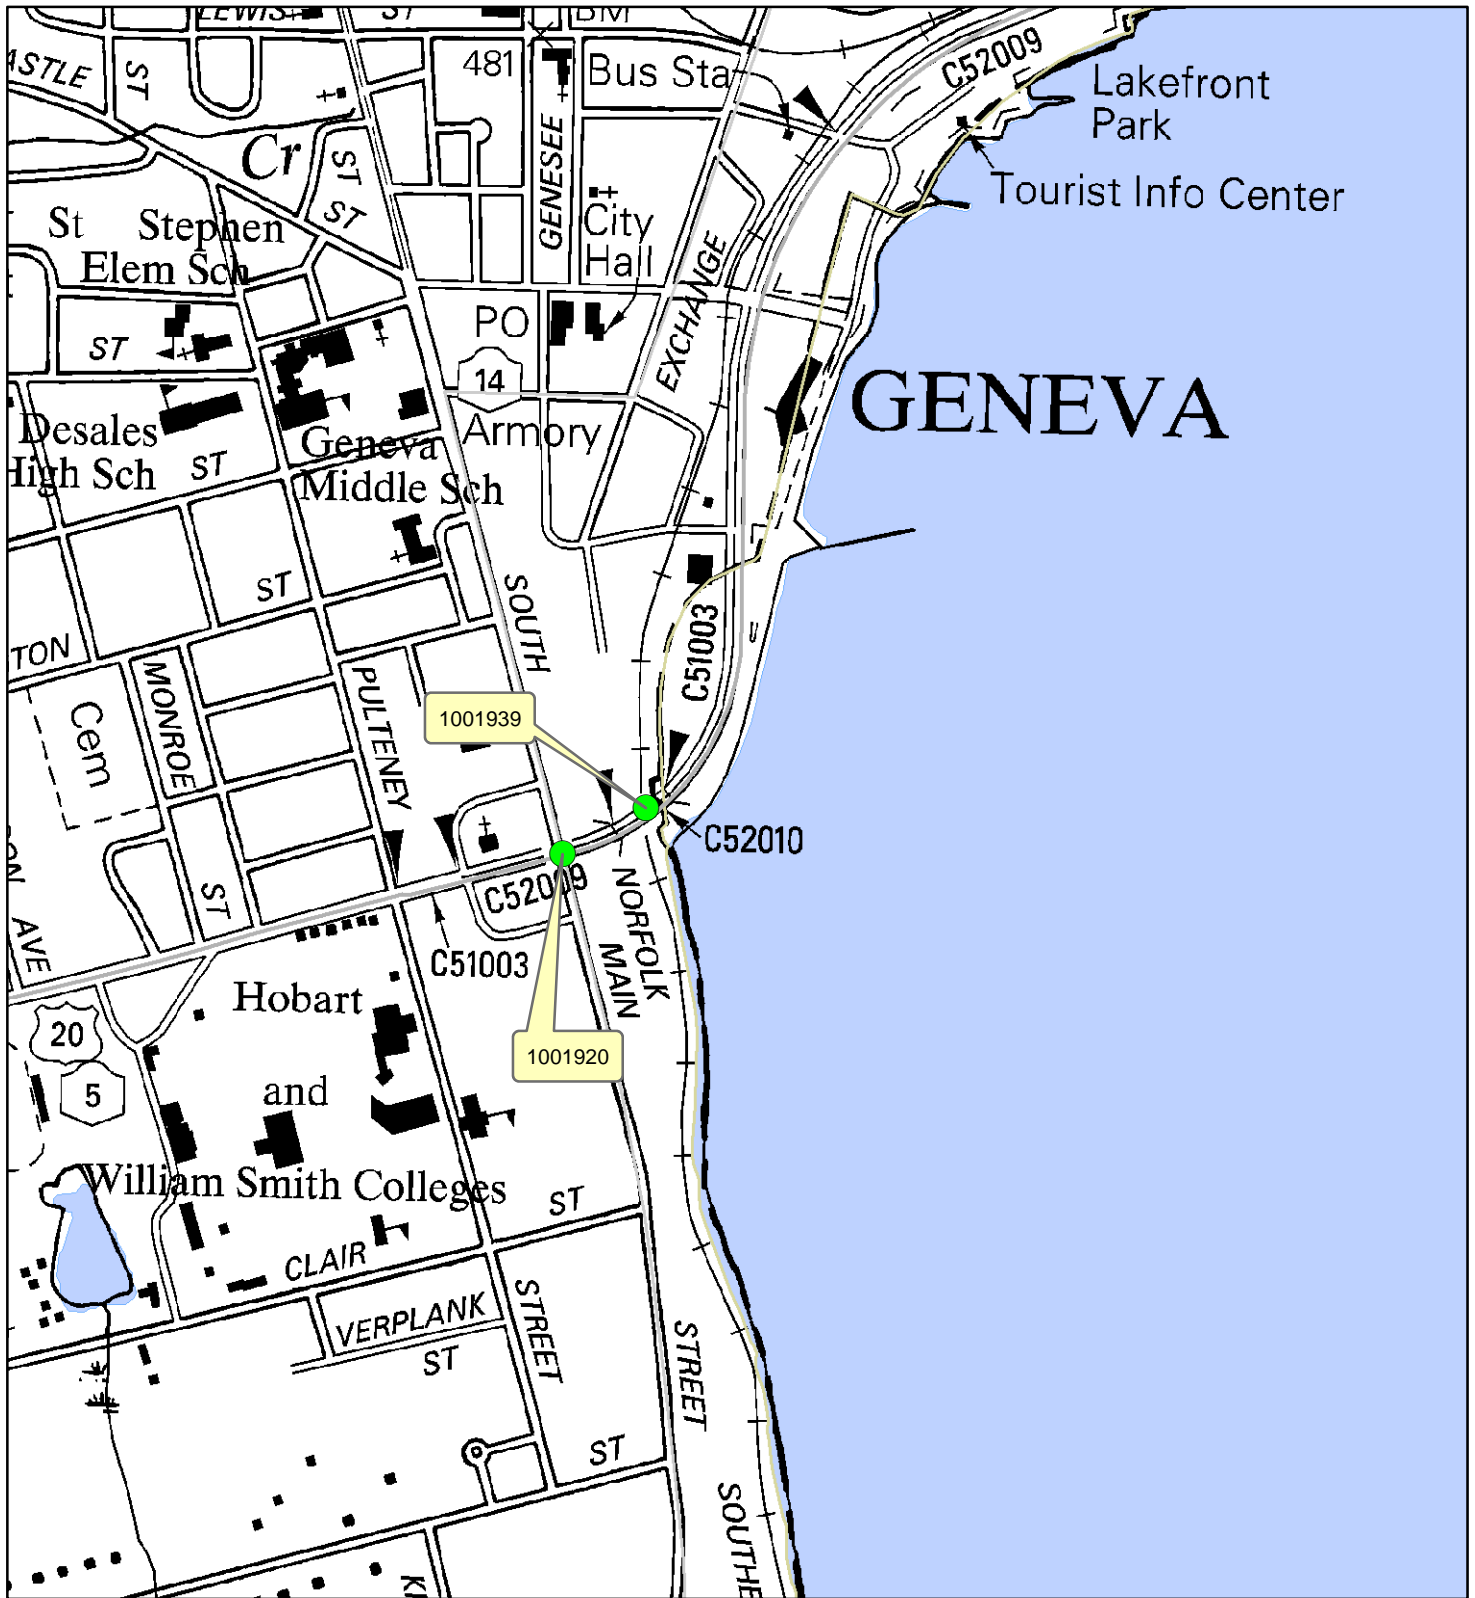 LEWIS
ST
BM
C52009
481
Bus Sta
Lakefront
Park
ST
Cr
ST
GENESEE
Tourist Info Center
St
Stephen
Elem Sch
ST
City
Hall
EXCHANGE
PO
ST
14
GENEVA
Desales
High Sch
ST
Geneva
Middle Sch
Armory
ST
SOUTH
C51003
TON
MONROE
PULTENEY
Cem
1001939
C52010
C52009
ST
NORFOLK
AVE
MAIN
C51003
Hobart
20
1001920
5
and
William Smith Colleges
ST
CLAIR
STREET
VERPLANK
ST
STREET
ST